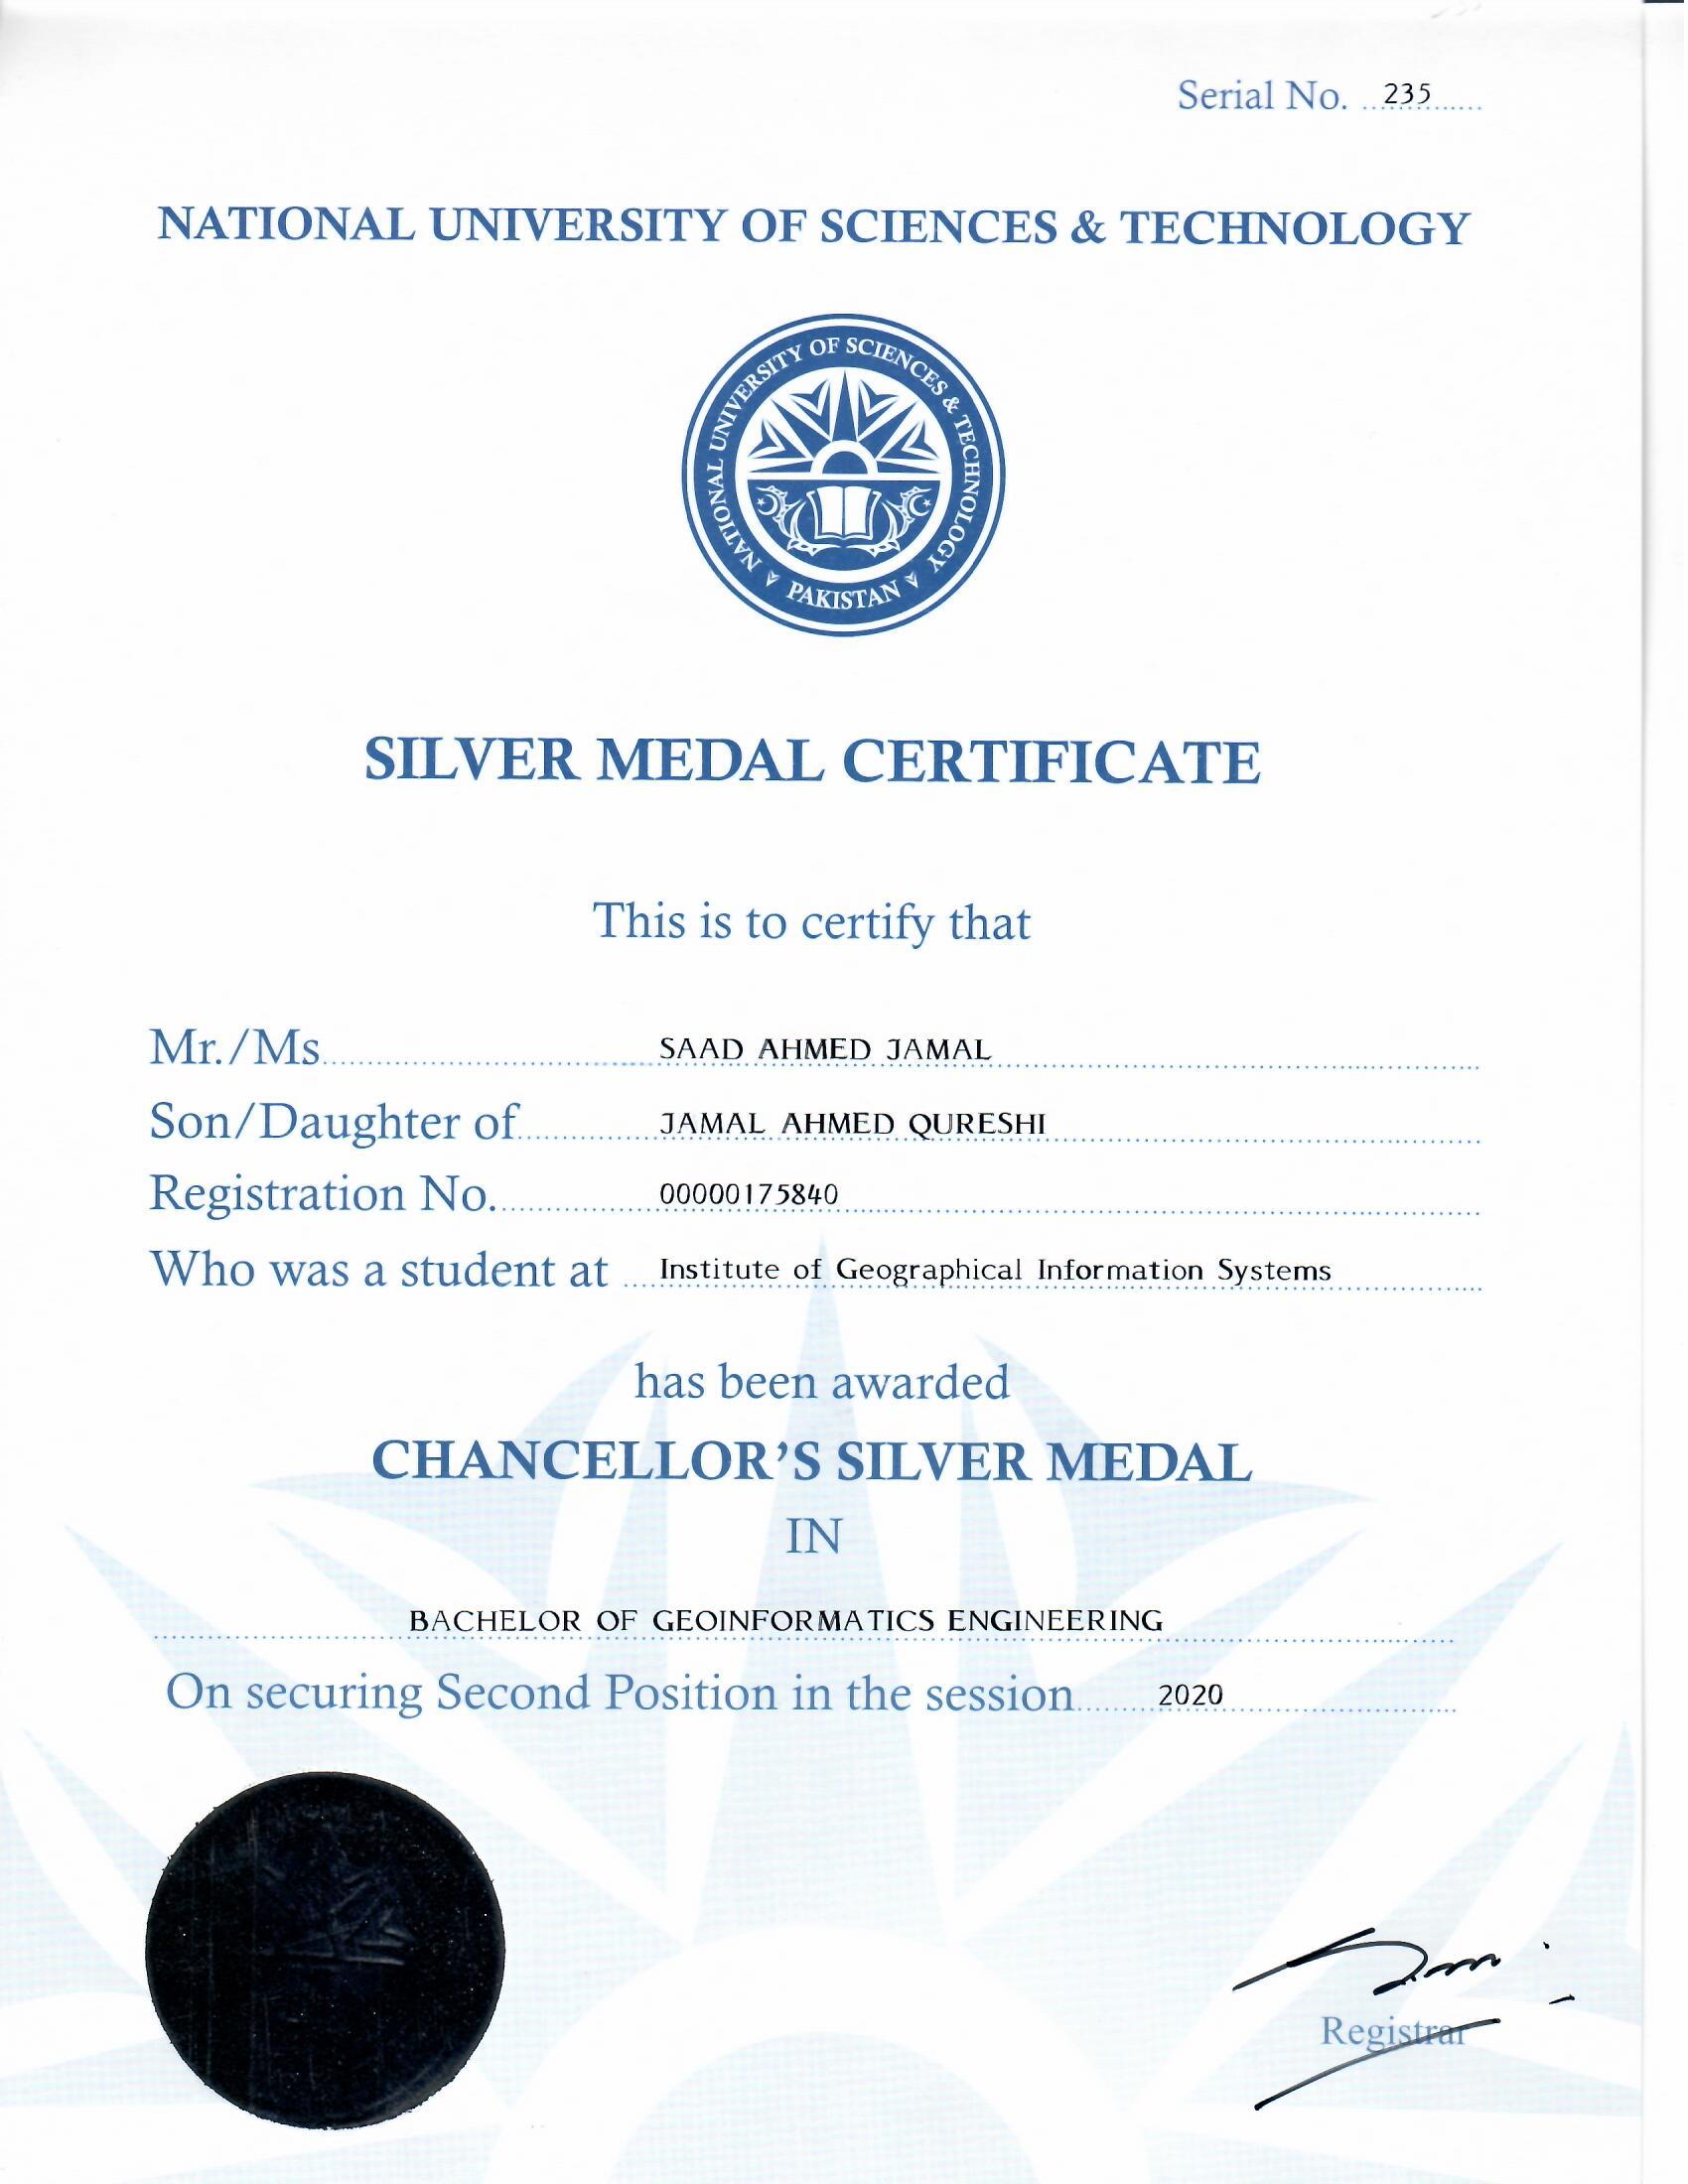 Serial No. 235
NATIONAL UNIVERSITY OF SCIENCES & TECHNOLOGY
NATIONAL UNIVERSITY OF SCIENCES & TECHNOLOGY
PAKISTAN
SILVER MEDAL CERTIFICATE
This is to certify that
Mr./Ms. SAAD AHMED JAMAL
Son/Daughter of JAMAL AHMED QURESHI
Registration No. 00000175840
Who was a student at Institute of Geographical Information Systems
has been awarded
CHANCELLOR'S SILVER MEDAL
IN
BACHELOR OF GEOINFORMATICS ENGINEERING
On securing Second Position in the session 2020
Registrar